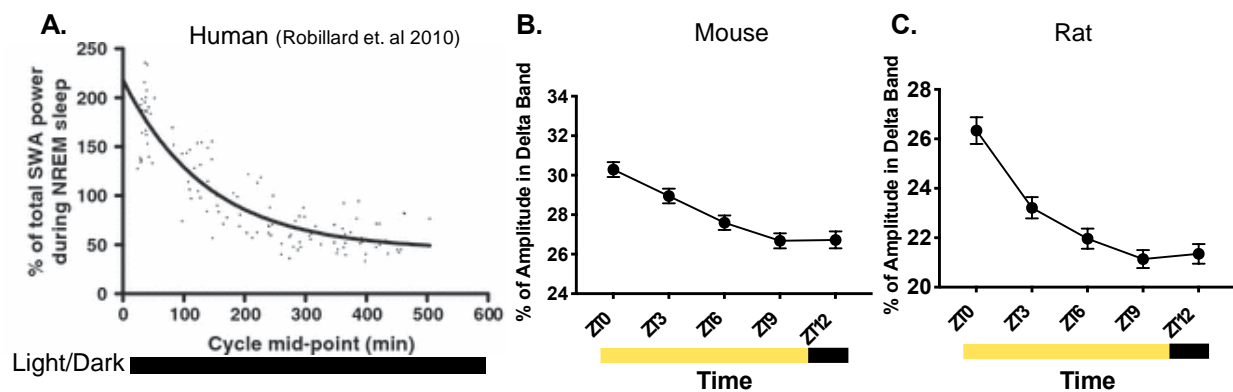 A.
Human (Robillard et. al 2010)
% of total SWA power
during NREM sleep
250
200
150
100
50
0
0 100 200 300 400 500 600
Cycle mid-point (min)
Light/Dark
B.
Mouse
% of Amplitude in Delta Band
34
32
30
28
26
24
ZT0 ZT3 ZT6 ZT9 ZT12
Time
C.
Rat
% of Amplitude in Delta Band
28
26
24
22
20
ZT0 ZT3 ZT6 ZT9 ZT12
Time